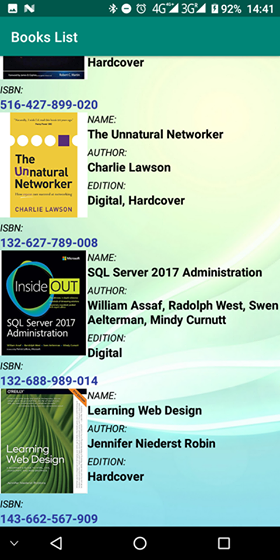 4G 3G 92% 14:41
Books List
Hardcover
ISBN:
516-427-899-020
NAME:
The Unnatural Networker
AUTHOR:
Charlie Lawson
EDITION:
Digital, Hardcover
The
Unnatural
Networker
CHARLIE LAWSON
ISBN:
132-627-789-008
NAME:
SQL Server 2017 Administration
AUTHOR:
William Assaf, Radolph West, Swen
Aelterman, Mindy Curnutt
EDITION:
Digital
Microsoft
Inside OUT
SQL Server 2017
Administration
ISBN:
132-688-989-014
NAME:
Learning Web Design
AUTHOR:
Jennifer Niederst Robin
EDITION:
Hardcover
O'REILLY
Learning
Web Design
ISBN:
143-662-567-909